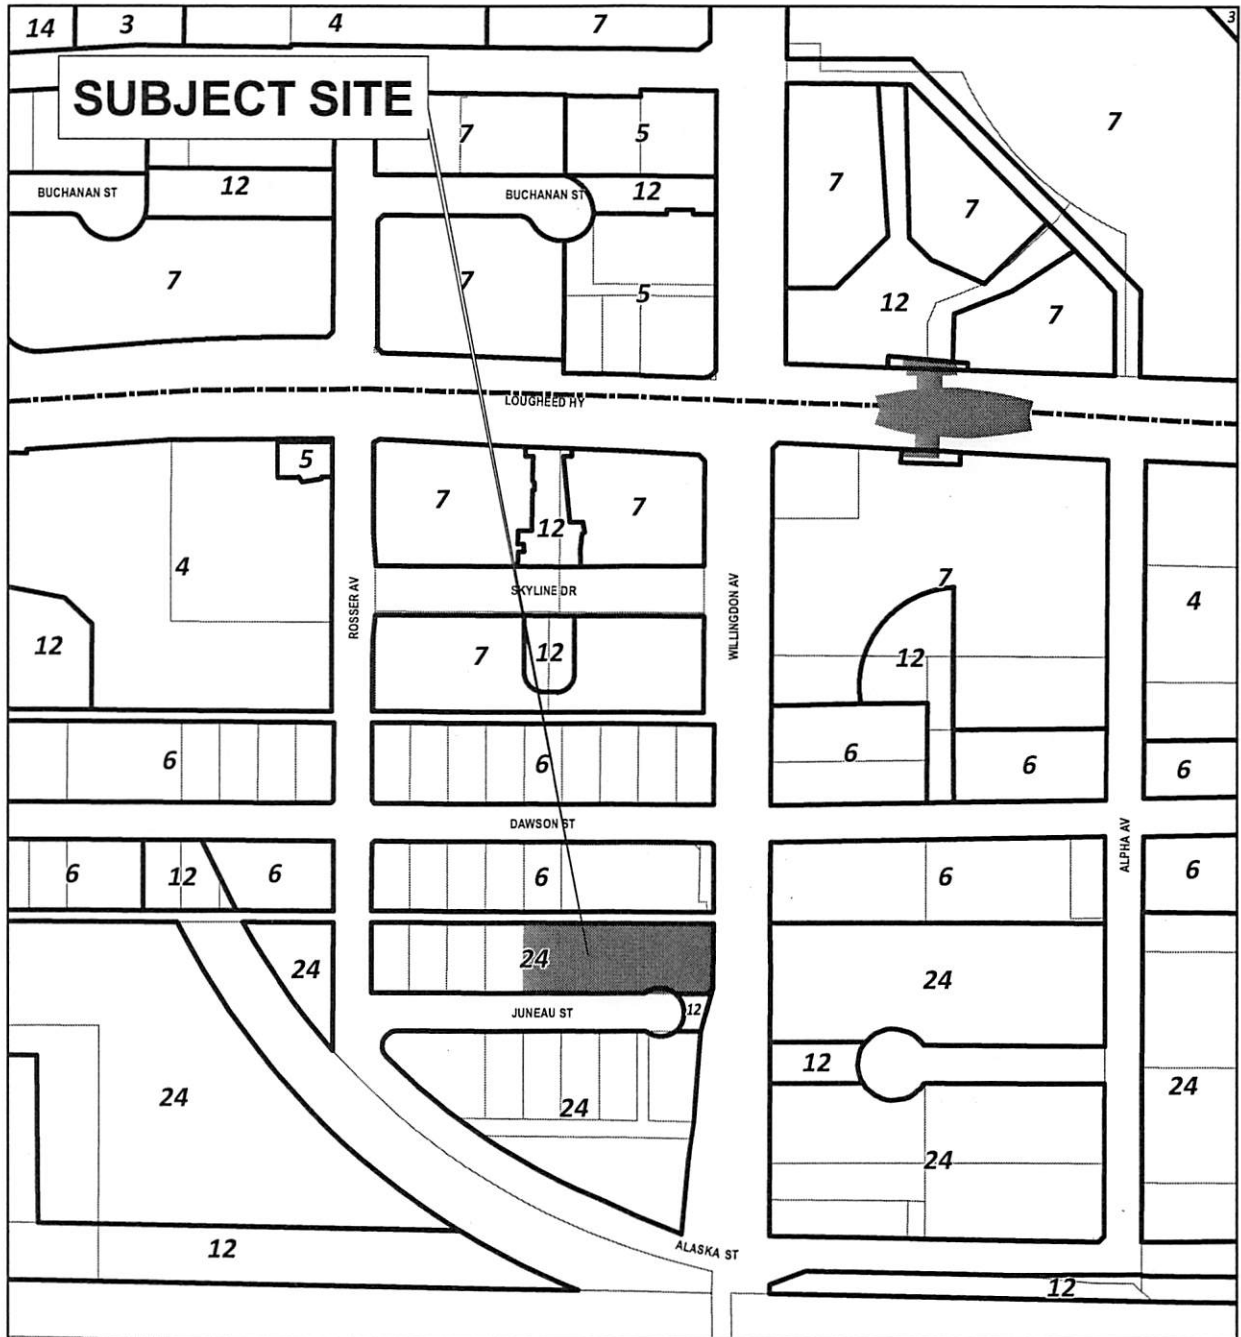 14 3 4 7 3
SUBJECT SITE
7 5 7
BUCHANAN ST 12 BUCHANAN ST 12 7 7
7 7 5 12 7
LOUGHEED HY
5
7 7
12
4 SKYLINE DR 7
ROSSER AV WILLINGDON AV 4
12 7 12 12
6 6 6 6 6
DAWSON ST
ALPHA AV
6 12 6 6 6 6
24 24 24
JUNEAU ST 12
12
24 24 24
24
12 ALASKA ST
12